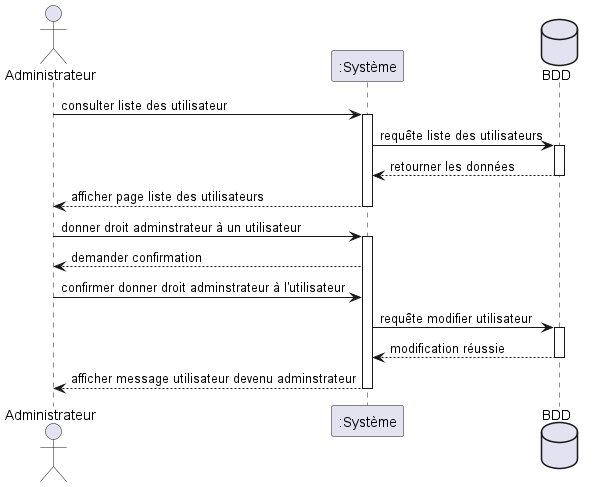 Administrateur
:Système
BDD
consulter liste des utilisateur
requête liste des utilisateurs
retourner les données
afficher page liste des utilisateurs
donner droit adminstrateur à un utilisateur
demander confirmation
confirmer donner droit adminstrateur à l'utilisateur
requête modifier utilisateur
modification réussie
afficher message utilisateur devenu adminstrateur
Administrateur
:Système
BDD